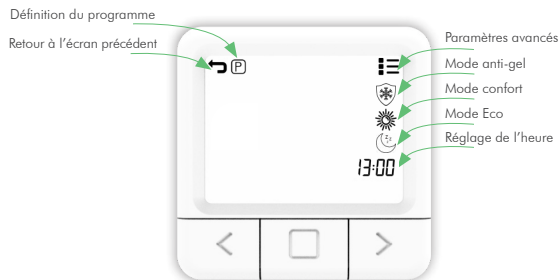 Définition du programme
Retour à l'écran précédent
P
Paramètres avancés
Mode anti-gel
Mode confort
Mode Eco
Réglage de l'heure
13:00